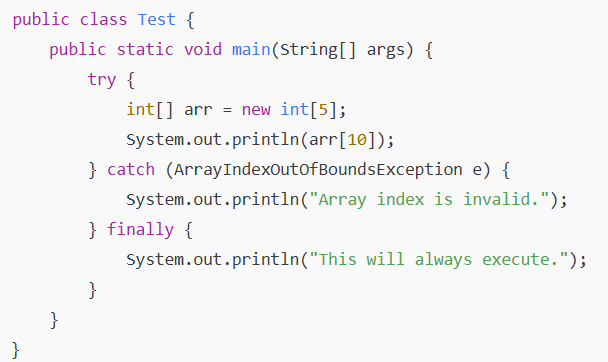 public class Test {
    public static void main(String[] args) {
        try {
            int[] arr = new int[5];
            System.out.println(arr[10]);
        } catch (ArrayIndexOutOfBoundsException e) {
            System.out.println("Array index is invalid.");
        } finally {
            System.out.println("This will always execute.");
        }
    }
}